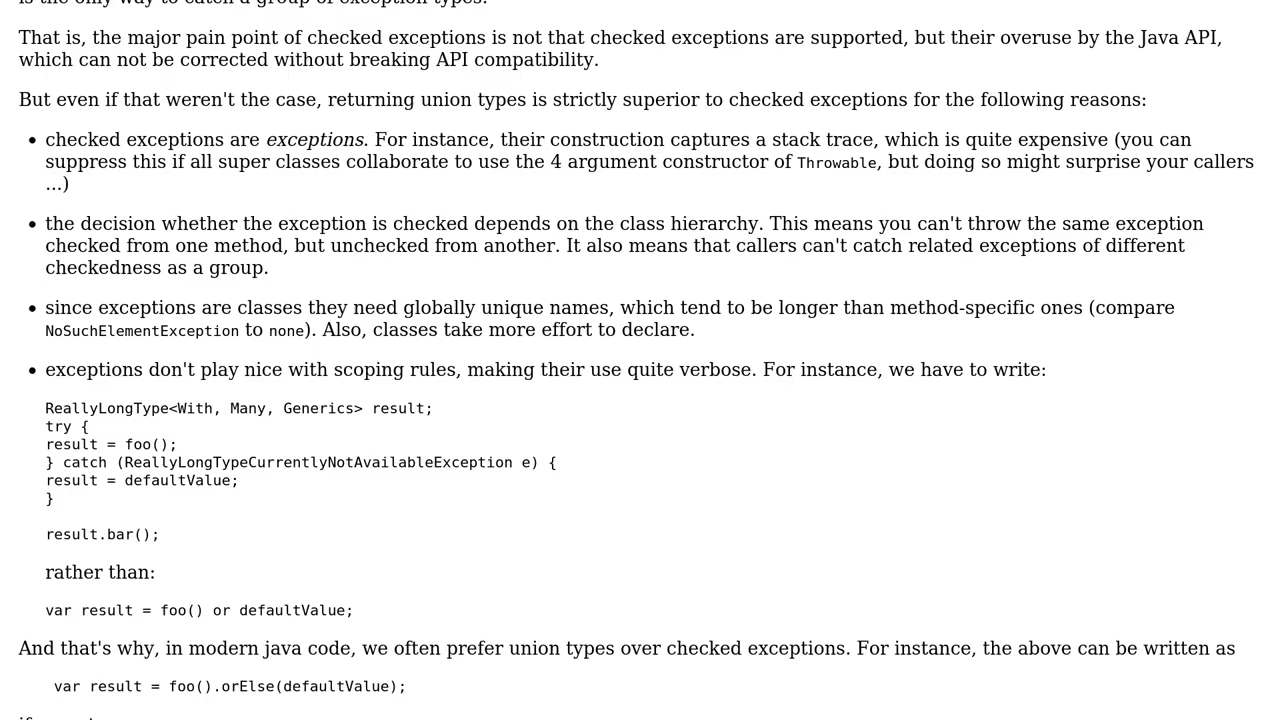 is the only way to catch a group of exception types.
That is, the major pain point of checked exceptions is not that checked exceptions are supported, but their overuse by the Java API,
which can not be corrected without breaking API compatibility.
But even if that weren't the case, returning union types is strictly superior to checked exceptions for the following reasons:
• checked exceptions are exceptions. For instance, their construction captures a stack trace, which is quite expensive (you can
suppress this if all super classes collaborate to use the 4 argument constructor of Throwable, but doing so might surprise your callers
...)
• the decision whether the exception is checked depends on the class hierarchy. This means you can't throw the same exception
checked from one method, but unchecked from another. It also means that callers can't catch related exceptions of different
checkedness as a group.
• since exceptions are classes they need globally unique names, which tend to be longer than method-specific ones (compare
NoSuchElementException to none). Also, classes take more effort to declare.
• exceptions don't play nice with scoping rules, making their use quite verbose. For instance, we have to write:
ReallyLongType<With, Many, Generics> result;
try {
result = foo();
} catch (ReallyLongTypeCurrentlyNotAvailableException e) {
result = defaultValue;
}
result.bar();
rather than:
var result = foo() or defaultValue;
And that's why, in modern java code, we often prefer union types over checked exceptions. For instance, the above can be written as
var result = foo().orElse(defaultValue);